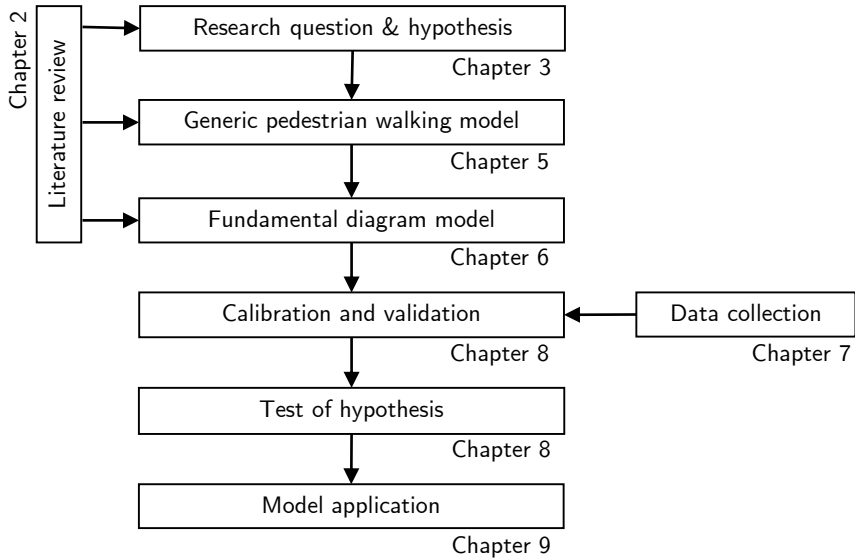 Chapter 2
Literature review
Research question & hypothesis
Chapter 3
Generic pedestrian walking model
Chapter 5
Fundamental diagram model
Chapter 6
Calibration and validation
Chapter 8
Data collection
Chapter 7
Test of hypothesis
Chapter 8
Model application
Chapter 9